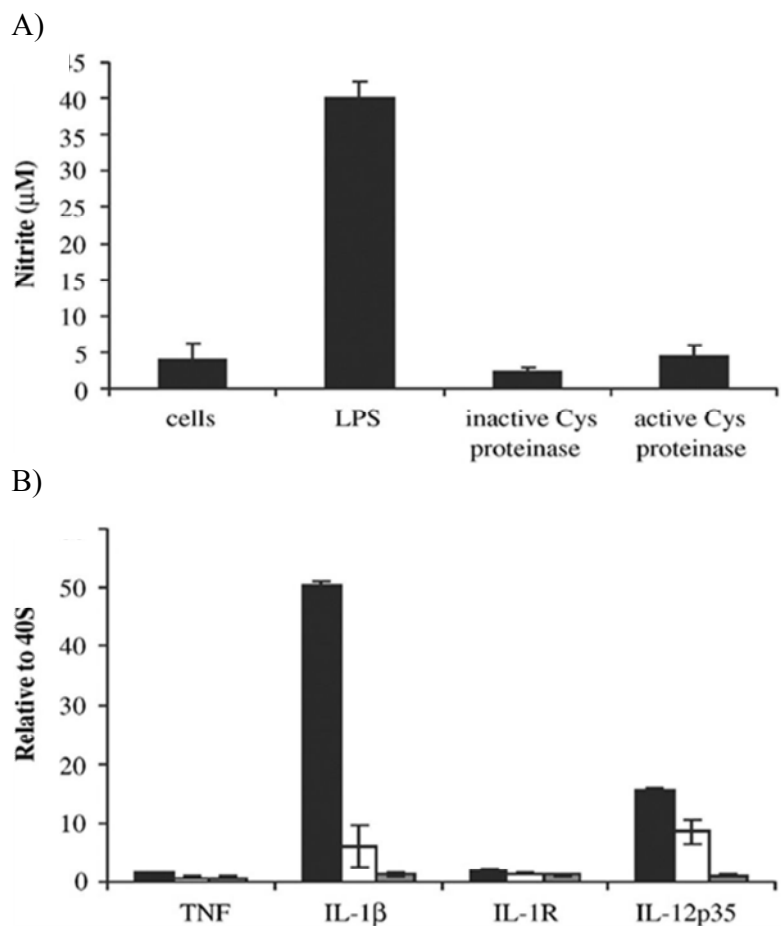 A)
45
40
35
30
25
20
15
10
5
0
Nitrite (μM)
cells
LPS
inactive Cys
proteinase
active Cys
proteinase
B)
50
40
30
20
10
0
Relative to 40S
TNF
IL-1β
IL-1R
IL-12p35